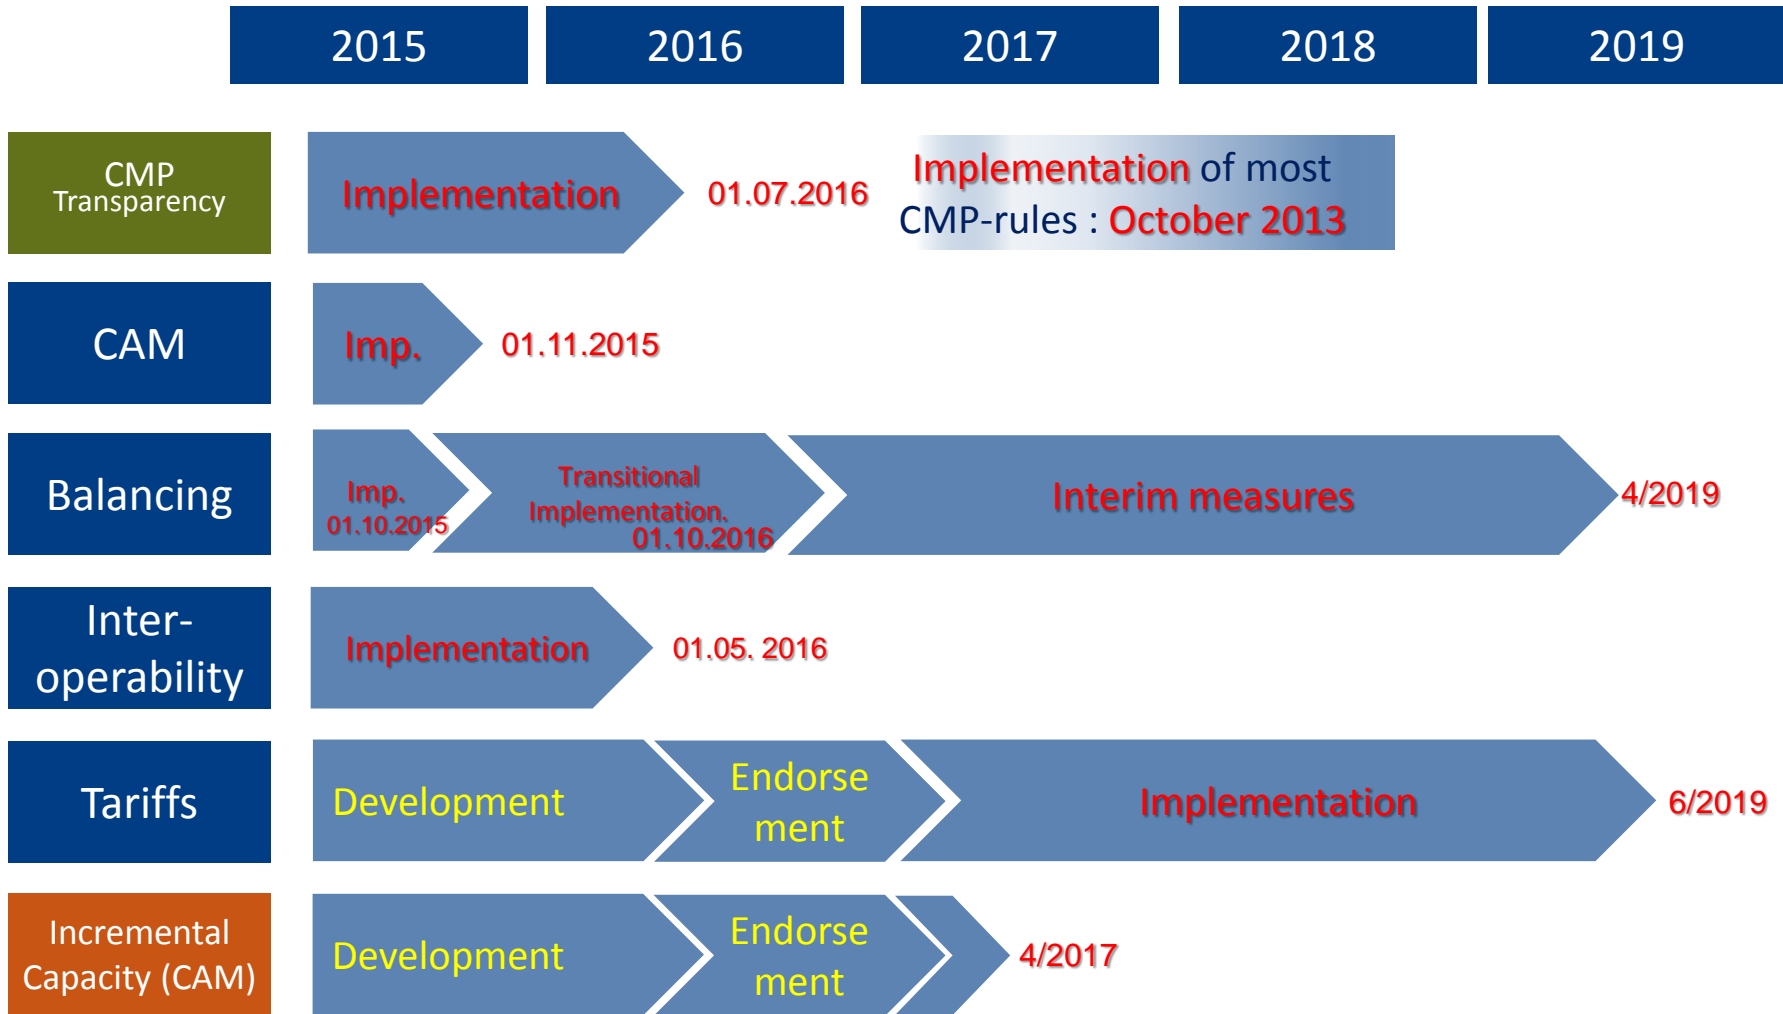 2015
2016
2017
2018
2019
CMP
Transparency
Implementation
01.07.2016
Implementation of most
CMP-rules : October 2013
CAM
Imp.
01.11.2015
Balancing
Imp.
01.10.2015
Transitional
Implementation.
01.10.2016
Interim measures
4/2019
Inter-
operability
Implementation
01.05. 2016
Tariffs
Development
Endorse
ment
Implementation
6/2019
Incremental
Capacity (CAM)
Development
Endorse
ment
4/2017